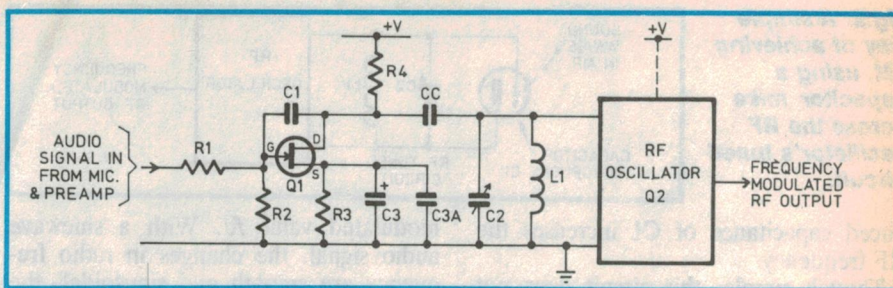 +V
+V
R4
C1
CC
AUDIO
SIGNAL IN
FROM MIC.
& PREAMP
R1
G
D
S
Q1
R2
R3
C3
+
C3A
C2
L1
RF
OSCILLATOR
Q2
FREQUENCY
MODULATED
RF OUTPUT